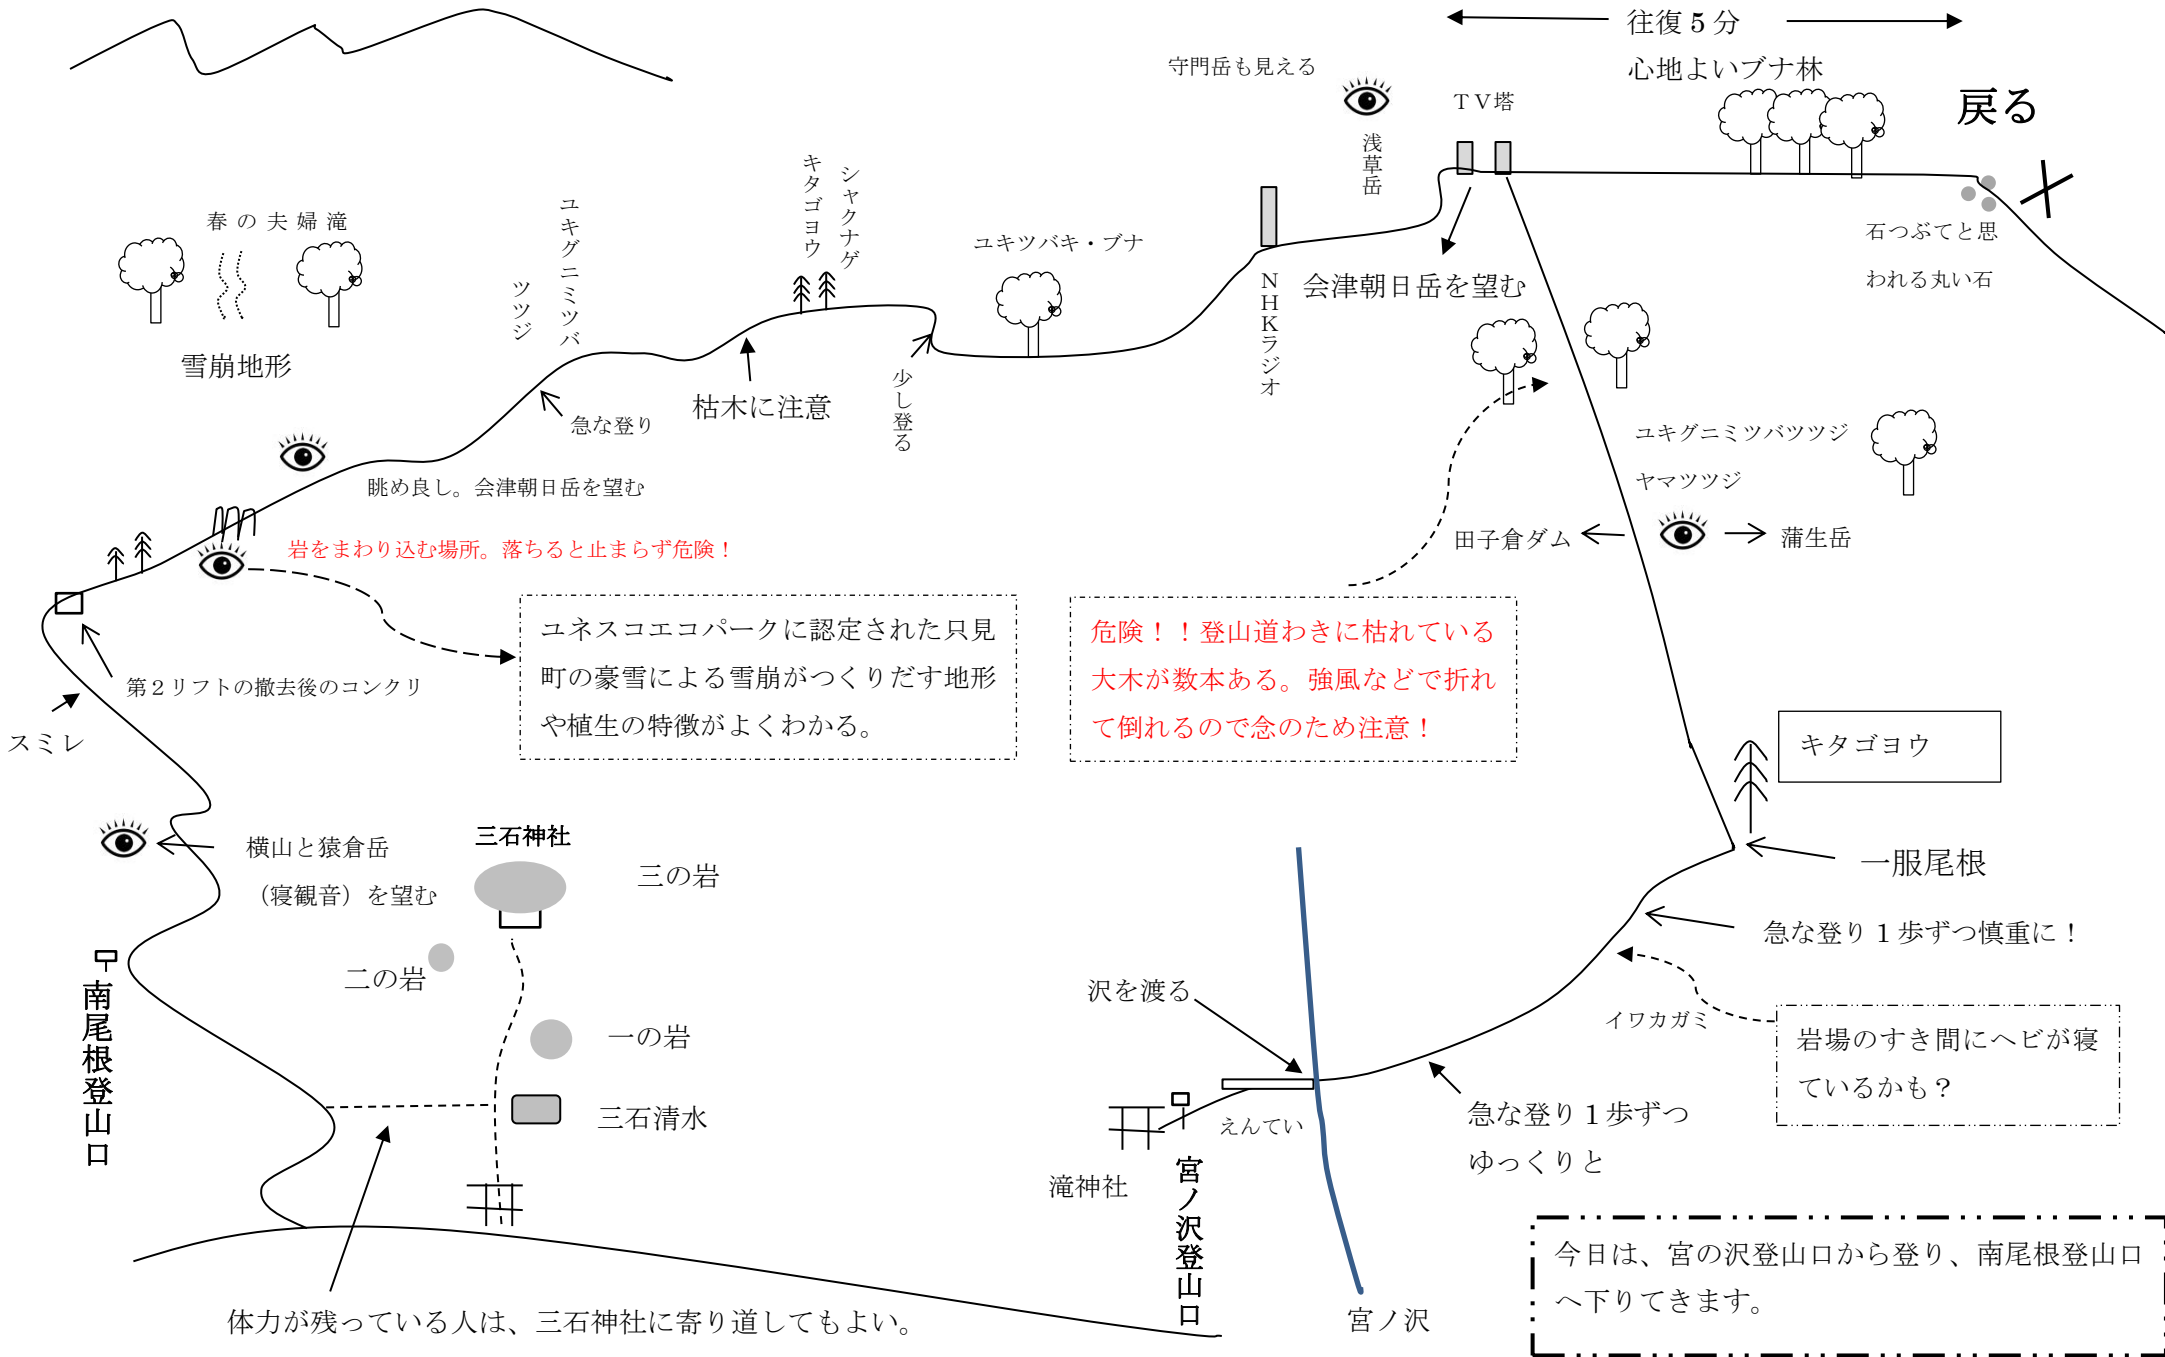 往復5分
心地よいブナ林
守門岳も見える
TV塔
戻る
浅草岳
キタゴヨウ
シャクナゲ
春の夫婦滝
ユキグニミツバ
ツツジ
ユキツバキ・ブナ
石つぶてと思
われる丸い石
NHKラジオ
会津朝日岳を望む
雪崩地形
枯木に注意
少し登る
急な登り
ユキグニミツバツツジ
ヤマツツジ
眺め良し。会津朝日岳を望む
田子倉ダム
蒲生岳
岩をまわり込む場所。落ちると止まらず危険！
ユネスコエコパークに認定された只見
町の豪雪による雪崩がつくりだす地形
や植生の特徴がよくわかる。
危険！！登山道わきに枯れている
大木が数本ある。強風などで折れ
て倒れるので念のため注意！
第2リフトの撤去後のコンクリ
スミレ
キタゴヨウ
一服尾根
横山と猿倉岳
（寝観音）を望む
三石神社
三の岩
急な登り1歩ずつ慎重に！
二の岩
南尾根登山口
沢を渡る
イワカガミ
岩場のすき間にヘビが寝
ているかも？
一の岩
三石清水
えんてい
急な登り1歩ずつ
ゆっくりと
滝神社
宮ノ沢登山口
今日は、宮の沢登山口から登り、南尾根登山口
へ下りてきます。
体力が残っている人は、三石神社に寄り道してもよい。
宮ノ沢